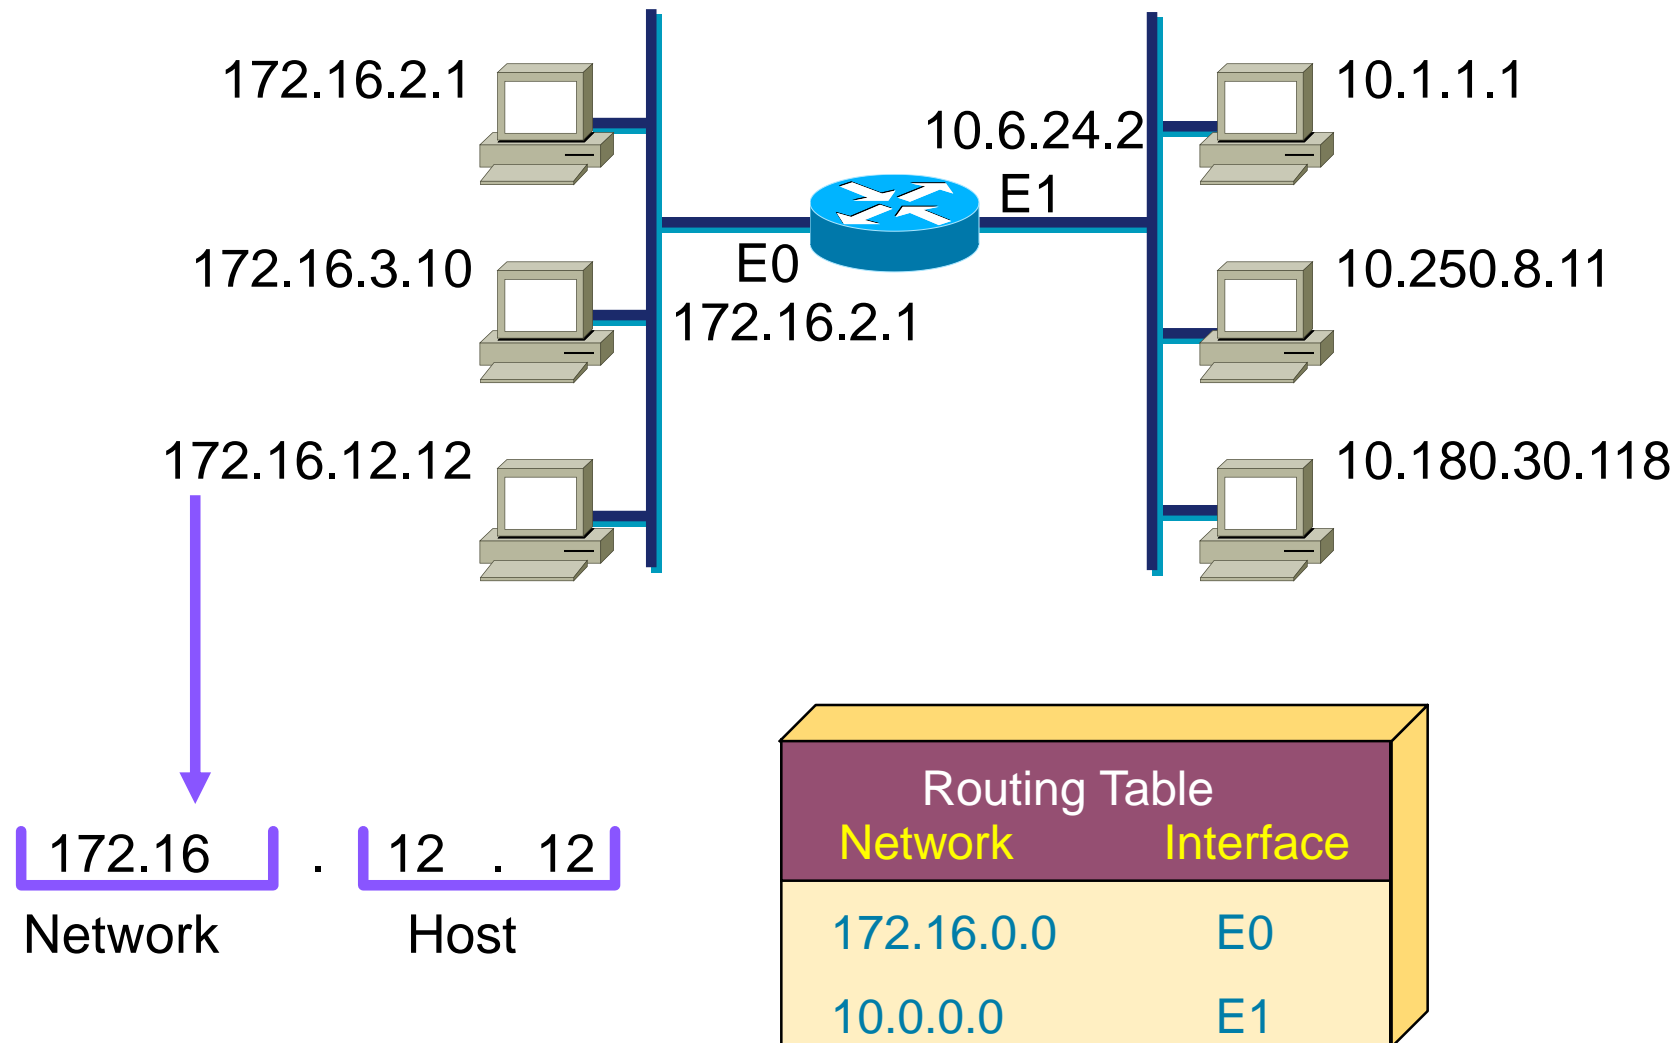 172.16.2.1
10.1.1.1
10.6.24.2
E1
172.16.3.10
E0
10.250.8.11
172.16.2.1
172.16.12.12
10.180.30.118
172.16 . 12 . 12
Network Host
Routing Table
Network Interface
172.16.0.0 E0
10.0.0.0 E1